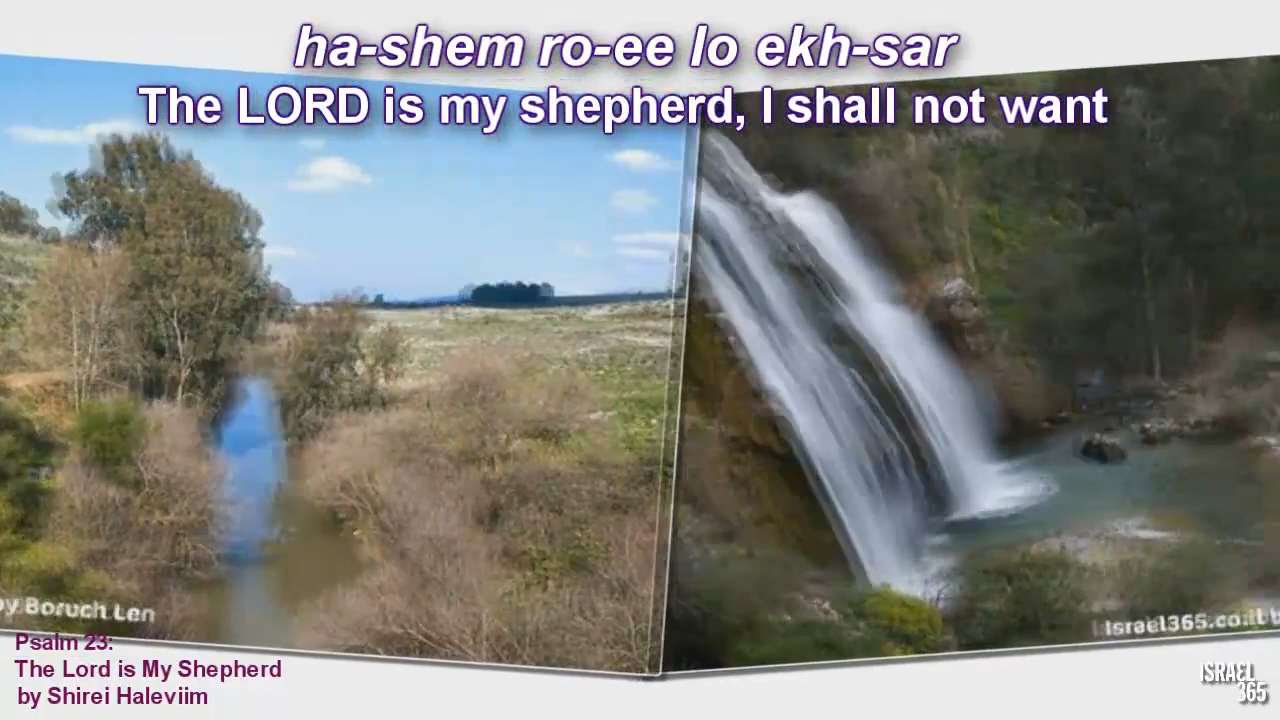 ha-shem ro-ee lo ekh-sar
The LORD is my shepherd, I shall not want
by Boruch Len
Israel365.co.il
Psalm 23:
The Lord is My Shepherd
by Shirei Haleviim
ISRAEL
365